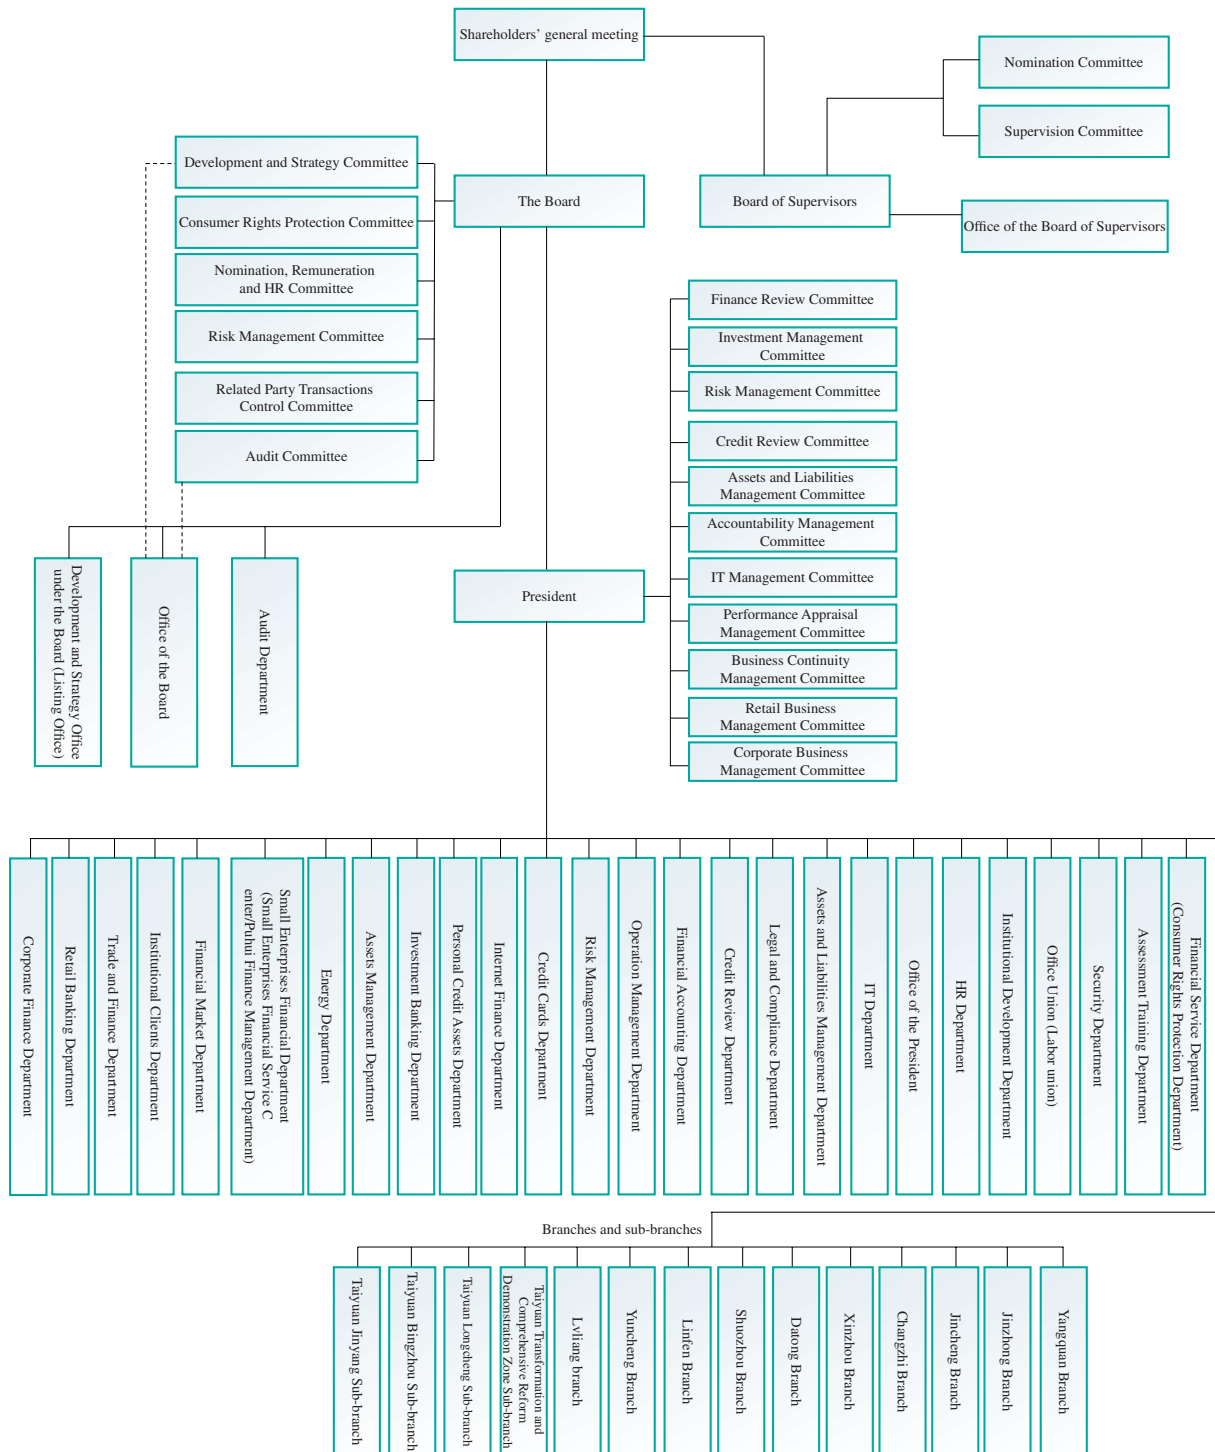 Shareholders' general meeting
Nomination Committee
Supervision Committee
Development and Strategy Committee
The Board
Board of Supervisors
Consumer Rights Protection Committee
Office of the Board of Supervisors
Nomination, Remuneration
and HR Committee
Risk Management Committee
Related Party Transactions
Control Committee
Audit Committee
Finance Review Committee
Investment Management
Committee
Risk Management Committee
Credit Review Committee
Assets and Liabilities
Management Committee
Accountability Management
Committee
IT Management Committee
Performance Appraisal
Management Committee
Business Continuity
Management Committee
Retail Business
Management Committee
Corporate Business
Management Committee
Development and Strategy Office
under the Board (Listing Office)
Office of the Board
Audit Department
President
Corporate Finance Department
Retail Banking Department
Trade and Finance Department
Institutional Clients Department
Financial Market Department
Small Enterprises Financial Department
(Small Enterprises Financial Service C
enter/Puhui Finance Management Department)
Energy Department
Assets Management Department
Investment Banking Department
Personal Credit Assets Department
Internet Finance Department
Credit Cards Department
Risk Management Department
Operation Management Department
Financial Accounting Department
Credit Review Department
Legal and Compliance Department
Assets and Liabilities Management Department
IT Department
Office of the President
HR Department
Institutional Development Department
Office Union (Labor union)
Security Department
Assessment Training Department
Financial Service Department
(Consumer Rights Protection Department)
Branches and sub-branches
Taiyuan Jinyang Sub-branch
Taiyuan Bingzhou Sub-branch
Taiyuan Longcheng Sub-branch
Taiyuan Transformation and
Comprehensive Reform
Demonstration Zone Sub-branch
Lvliang branch
Yuncheng Branch
Linfen Branch
Shuozhou Branch
Datong Branch
Xinzhou Branch
Changzhi Branch
Jincheng Branch
Jinzhong Branch
Yangquan Branch